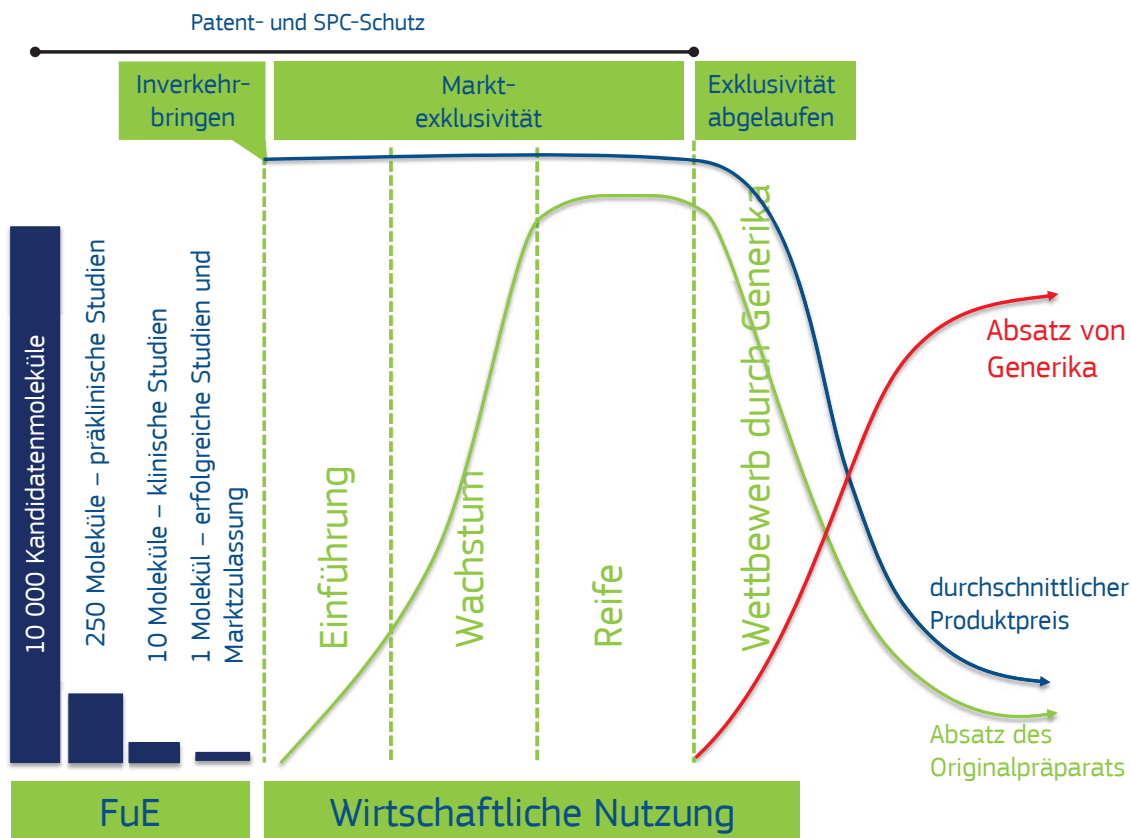 Patent- und SPC-Schutz
Inverkehr-
bringen
Markt-
exklusivität
Exklusivität
abgelaufen
10 000 Kandidatenmoleküle
250 Moleküle – präklinische Studien
10 Moleküle – klinische Studien
1 Molekül – erfolgreiche Studien und
Marktzulassung
Einführung
Wachstum
Reife
Wettbewerb durch Generika
Absatz von
Generika
durchschnittlicher
Produktpreis
Absatz des
Originalpräparats
FuE
Wirtschaftliche Nutzung